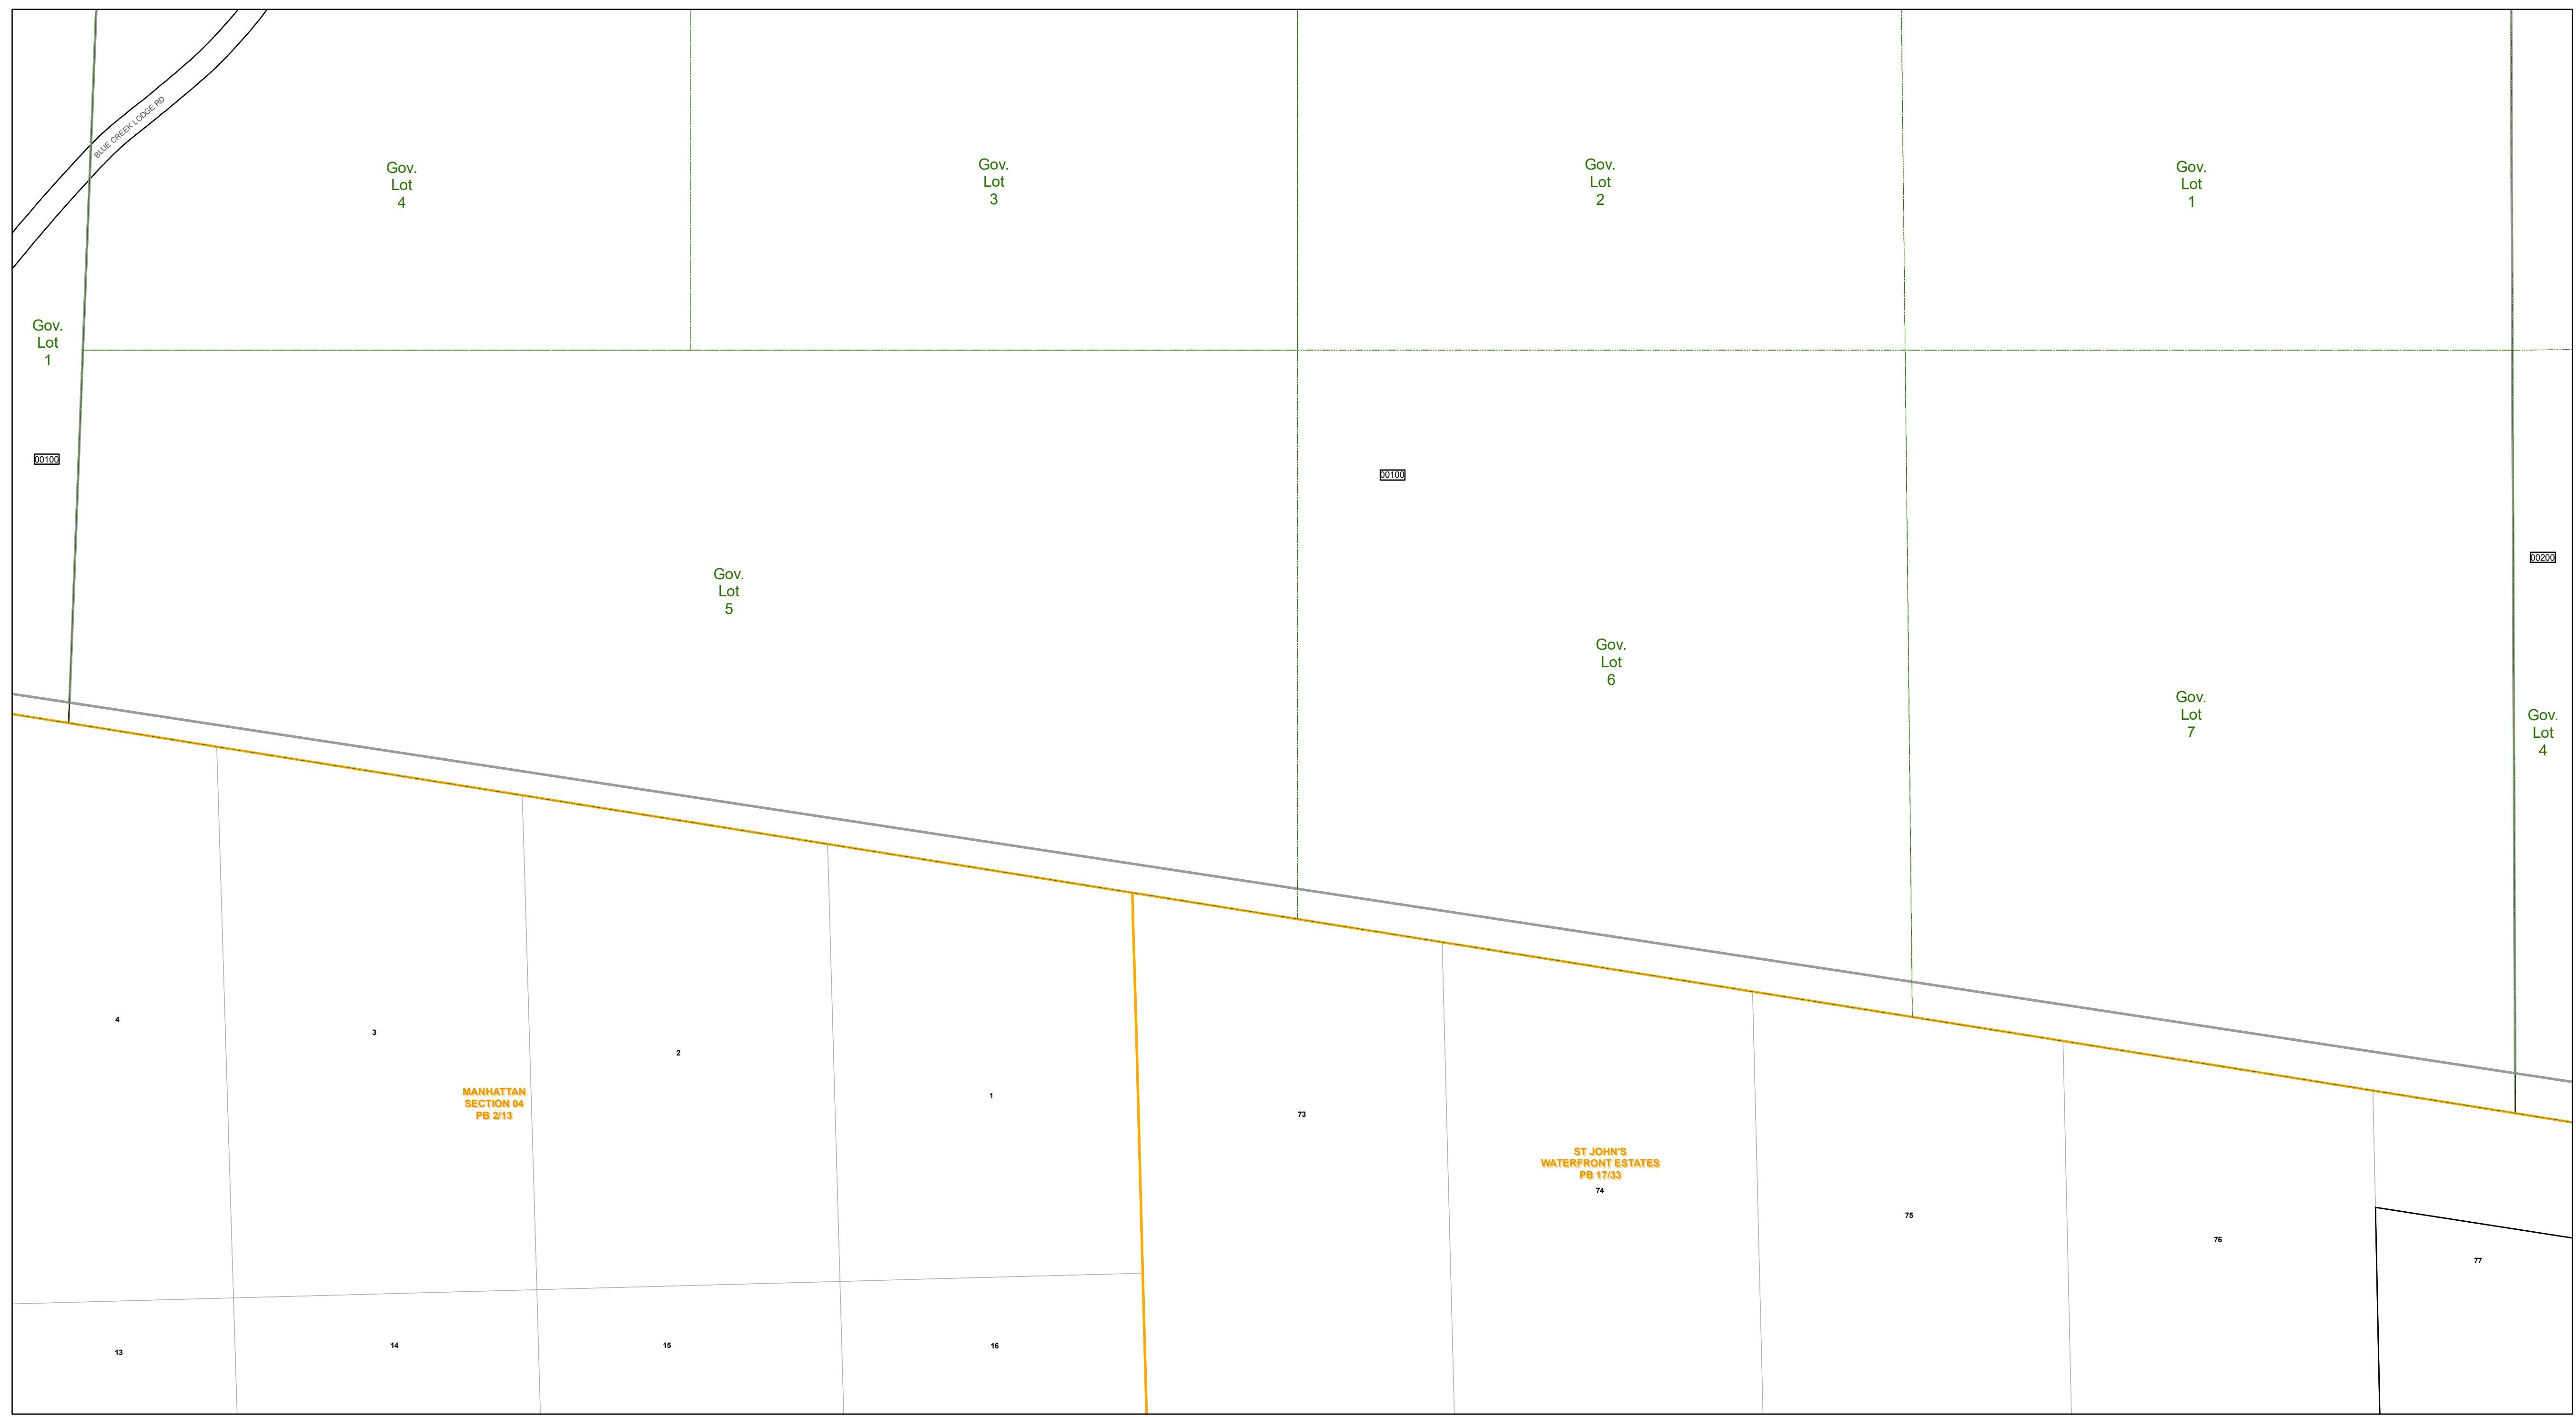 BLUE CREEK LODGE RD
Gov.
Lot
4
Gov.
Lot
3
Gov.
Lot
2
Gov.
Lot
1
Gov.
Lot
1
00100
00100
00200
Gov.
Lot
5
Gov.
Lot
6
Gov.
Lot
7
Gov.
Lot
4
4
3
2
1
MANHATTAN
SECTION 04
PB 2/13
73
ST JOHN'S
WATERFRONT ESTATES
PB 17/33
74
75
76
77
13
14
15
16